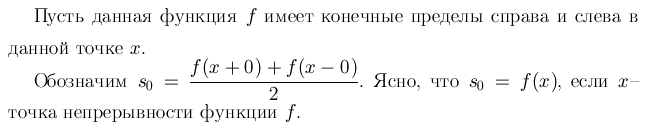 Пусть данная функция f имеет конечные пределы справа и слева в
данной точке x.
Обозначим s₀ = \frac{f(x+0)+f(x-0)}{2}. Ясно, что s₀ = f(x), если x–
точка непрерывности функции f.